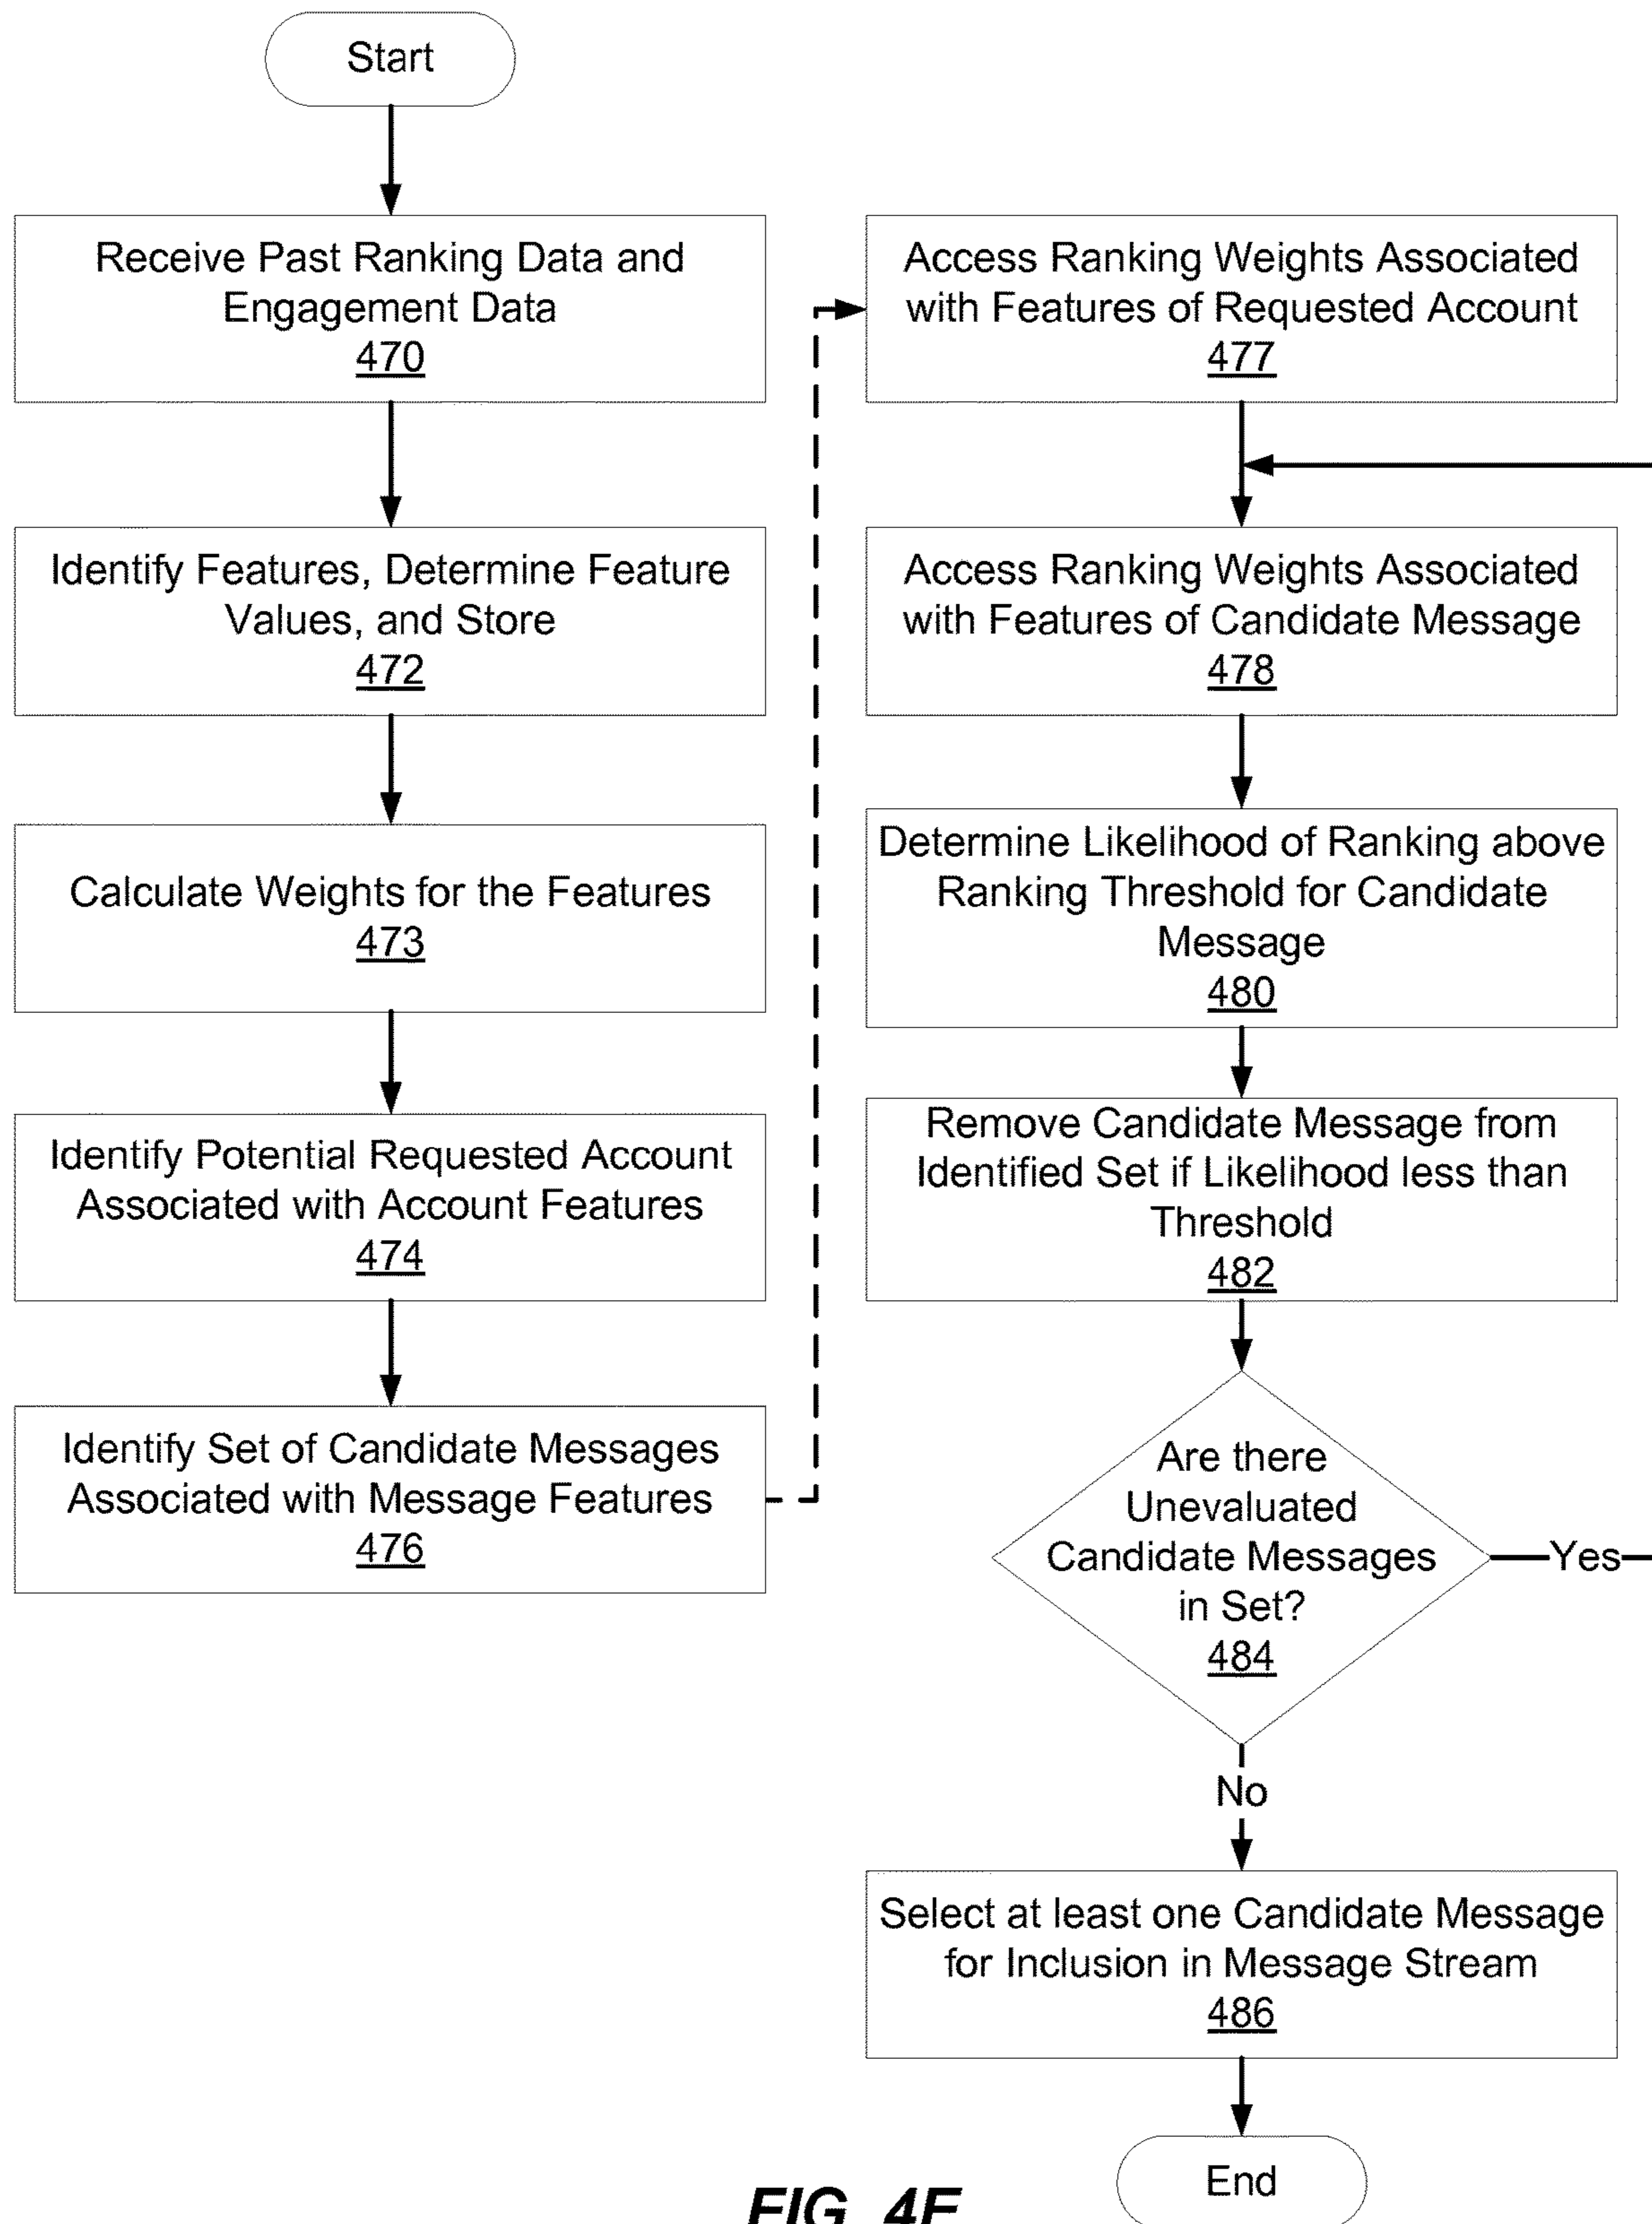 Start
Receive Past Ranking Data and
Engagement Data
470
Identify Features, Determine Feature
Values, and Store
472
Calculate Weights for the Features
473
Identify Potential Requested Account
Associated with Account Features
474
Identify Set of Candidate Messages
Associated with Message Features
476
Access Ranking Weights Associated
with Features of Requested Account
477
Access Ranking Weights Associated
with Features of Candidate Message
478
Determine Likelihood of Ranking above
Ranking Threshold for Candidate
Message
480
Remove Candidate Message from
Identified Set if Likelihood less than
Threshold
482
Are there
Unevaluated
Candidate Messages
in Set?
484
Yes
No
Select at least one Candidate Message
for Inclusion in Message Stream
486
End
FIG. 4E